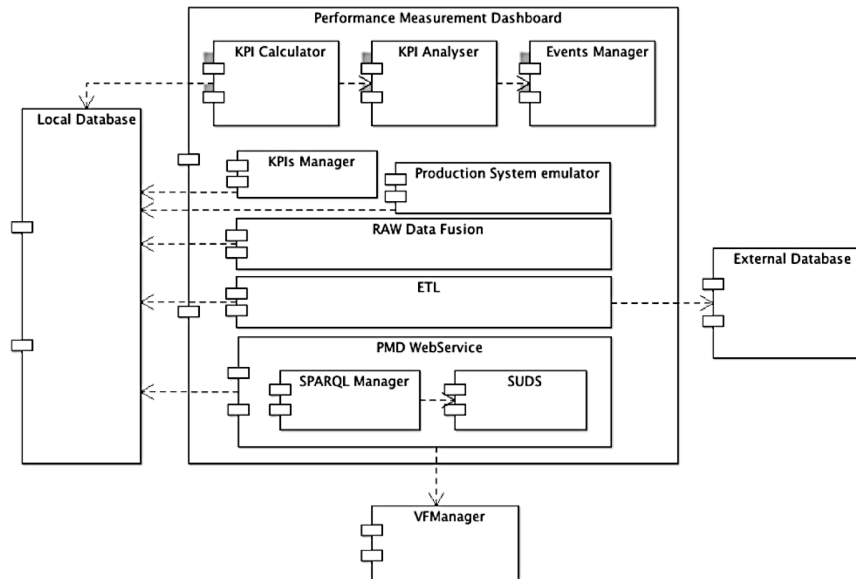 Performance Measurement Dashboard
KPI Calculator
KPI Analyser
Events Manager
Local Database
KPIs Manager
Production System emulator
RAW Data Fusion
External Database
ETL
PMD WebService
SPARQL Manager
SUDS
VFManager